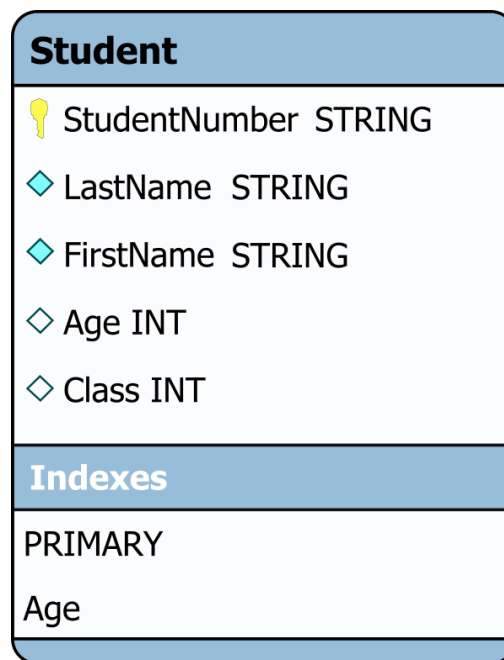 Student
StudentNumber STRING
LastName STRING
FirstName STRING
Age INT
Class INT
Indexes
PRIMARY
Age